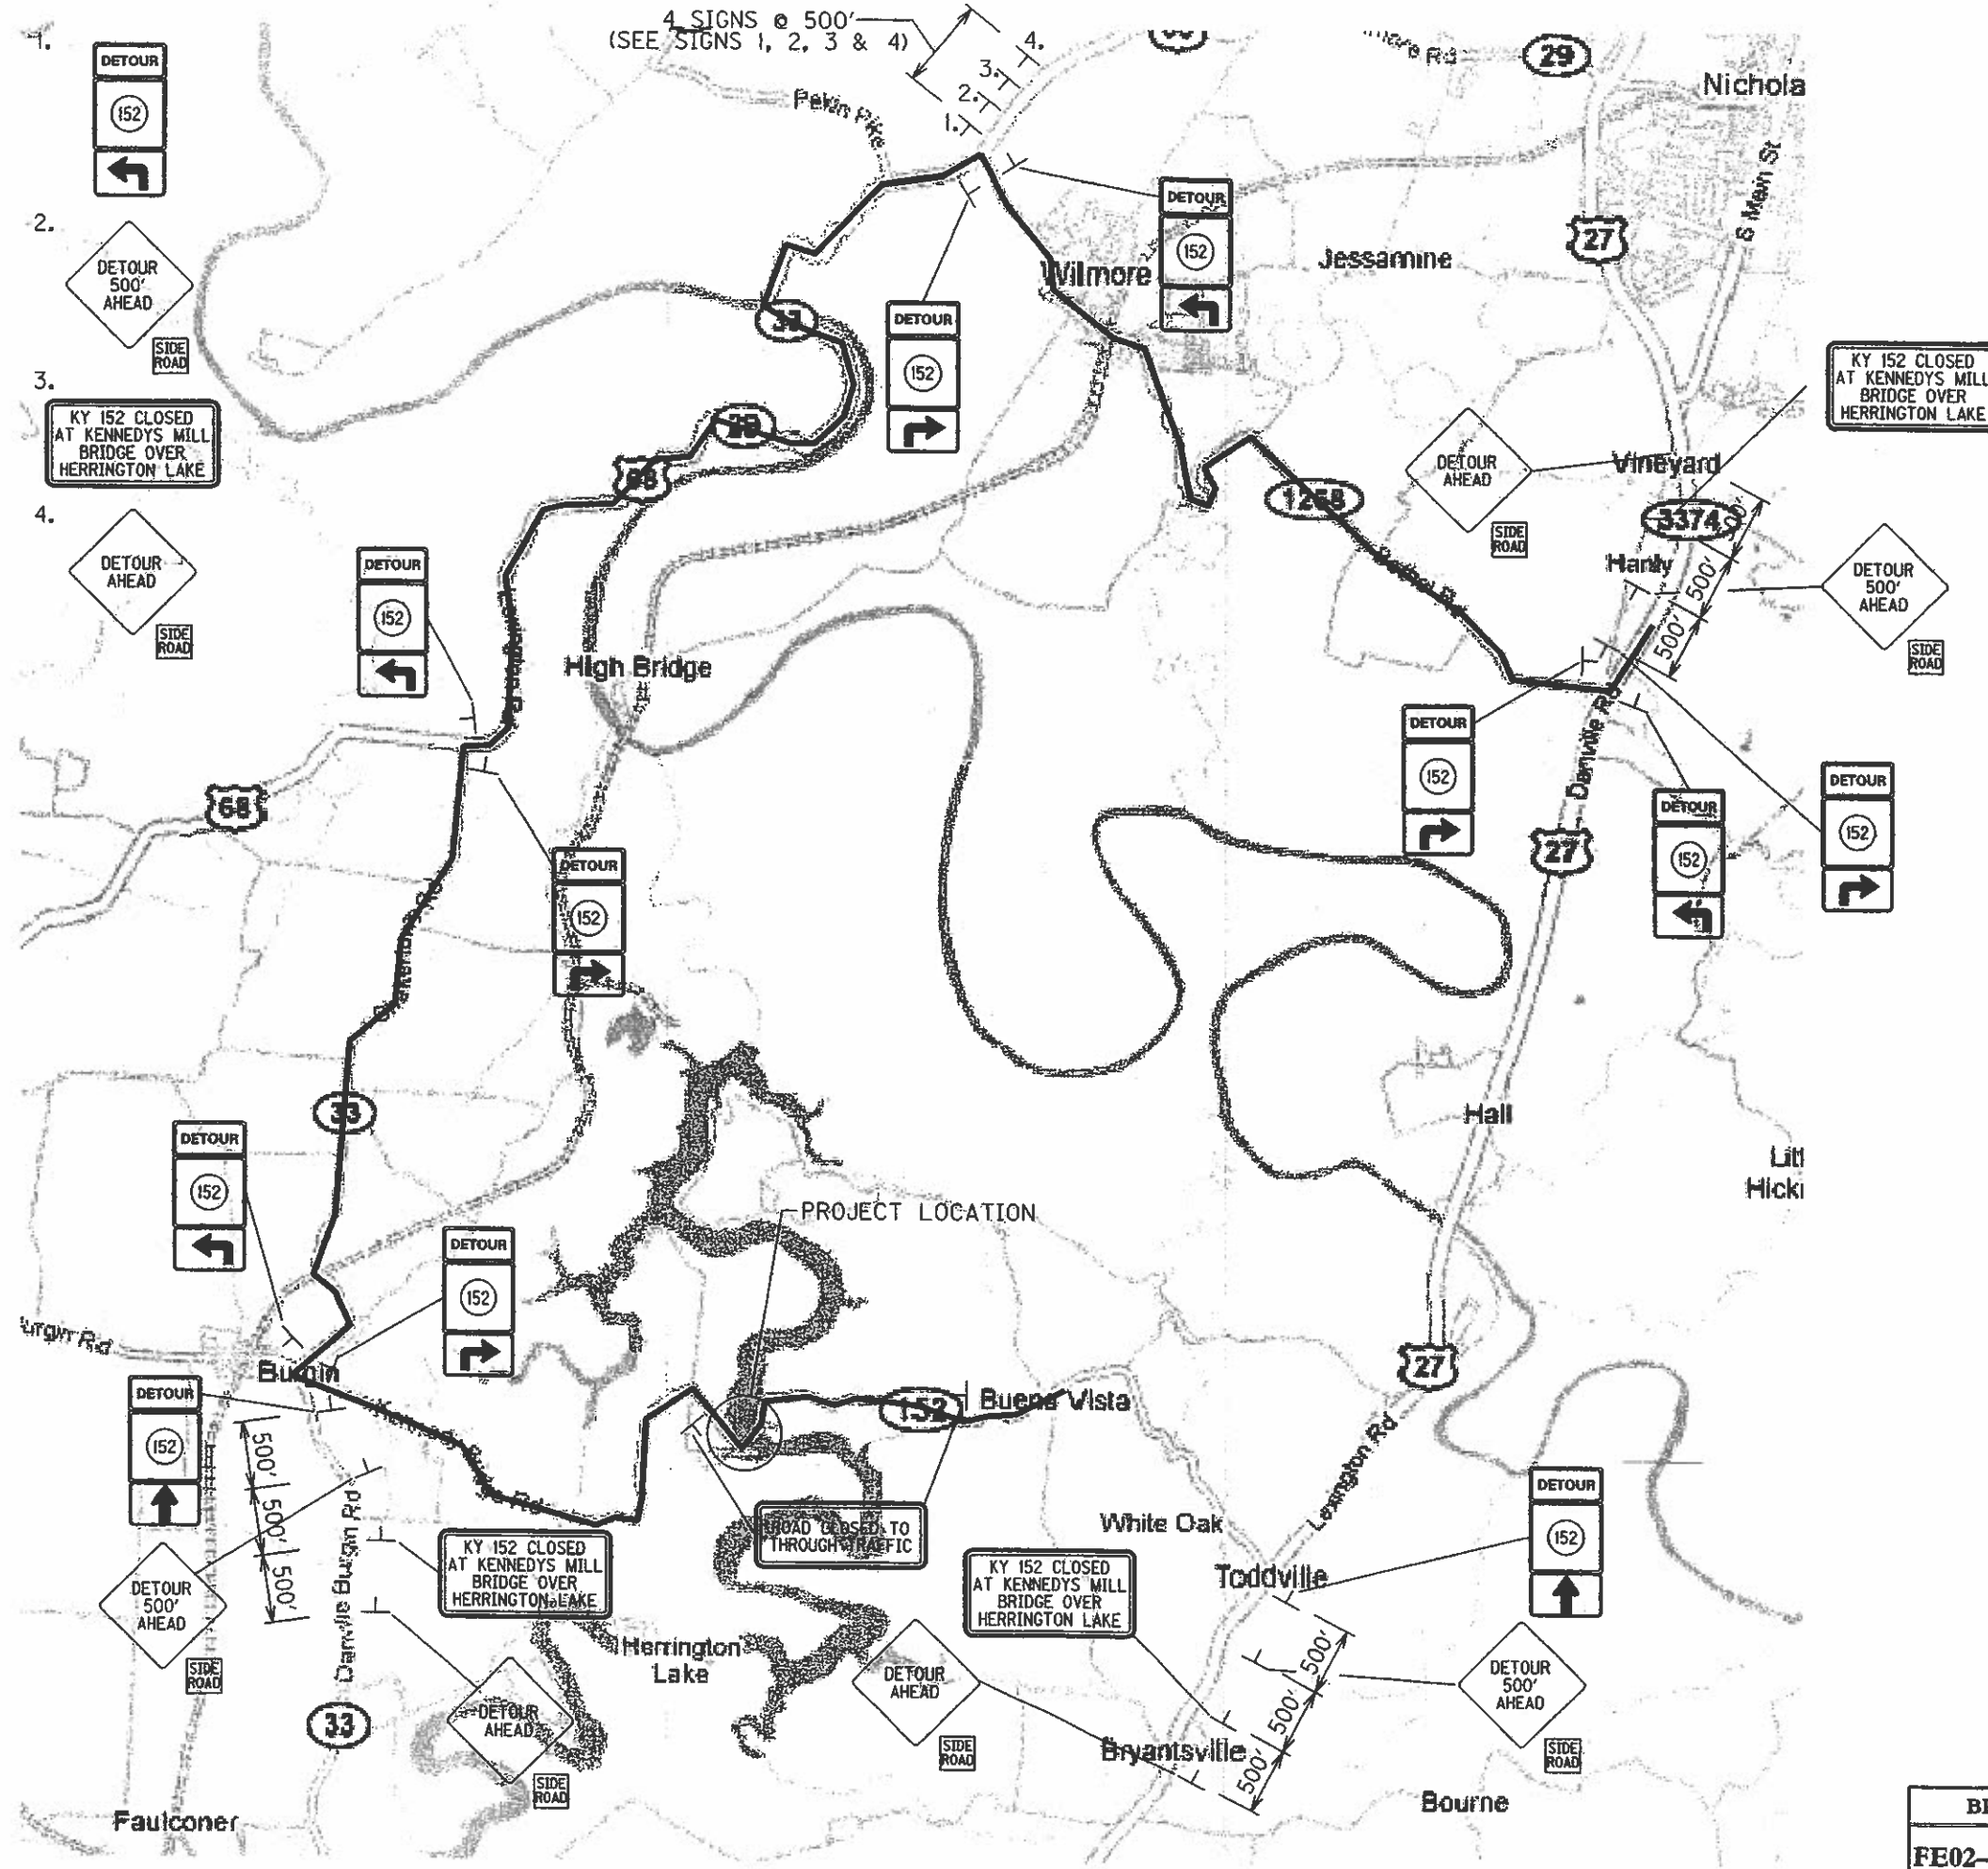 4 SIGNS @ 500'
(SEE SIGNS 1, 2, 3 & 4)
4.
3.
2.
1.
1.
DETOUR
152
2.
DETOUR
500'
AHEAD
SIDE
ROAD
3.
KY 152 CLOSED
AT KENNEDYS MILL
BRIDGE OVER
HERRINGTON LAKE
4.
DETOUR
AHEAD
SIDE
ROAD
Pekin Pike
Rd
29
Nichola
S Main St
27
Jessamine
Wilmore
DETOUR
152
DETOUR
152
33
29
68
KY 152 CLOSED
AT KENNEDYS MILL
BRIDGE OVER
HERRINGTON LAKE
DETOUR
AHEAD
SIDE
ROAD
Vineyard
3374
1268
Hanly
500'
500'
500'
DETOUR
500'
AHEAD
SIDE
ROAD
DETOUR
152
High Bridge
DETOUR
152
Danville Rd
DETOUR
152
DETOUR
152
68
27
DETOUR
152
33
Hall
DETOUR
152
Hicki
PROJECT LOCATION
DETOUR
152
Burgin
27
DETOUR
152
152
Buena Vista
Lexington Rd
500'
500'
500'
Danville Burgin Rd
ROAD CLOSED TO
THROUGH TRAFFIC
White Oak
DETOUR
152
KY 152 CLOSED
AT KENNEDYS MILL
BRIDGE OVER
HERRINGTON LAKE
KY 152 CLOSED
AT KENNEDYS MILL
BRIDGE OVER
HERRINGTON LAKE
Toddville
DETOUR
500'
AHEAD
SIDE
ROAD
Herrington
Lake
DETOUR
AHEAD
SIDE
ROAD
500'
500'
500'
DETOUR
500'
AHEAD
SIDE
ROAD
33
DETOUR
AHEAD
SIDE
ROAD
Bryantsville
Bourne
Faulconer
FE02-